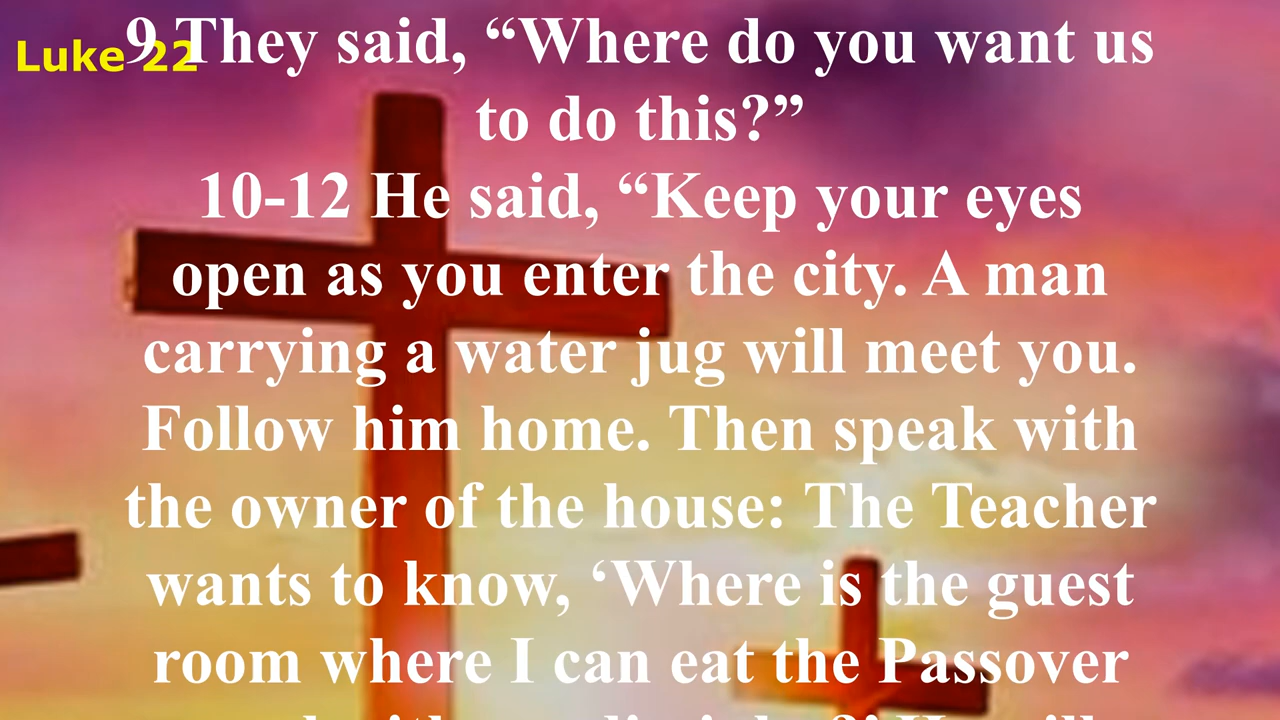 Luke 22
9 They said, “Where do you want us
to do this?”
10-12 He said, “Keep your eyes
open as you enter the city. A man
carrying a water jug will meet you.
Follow him home. Then speak with
the owner of the house: The Teacher
wants to know, ‘Where is the guest
room where I can eat the Passover